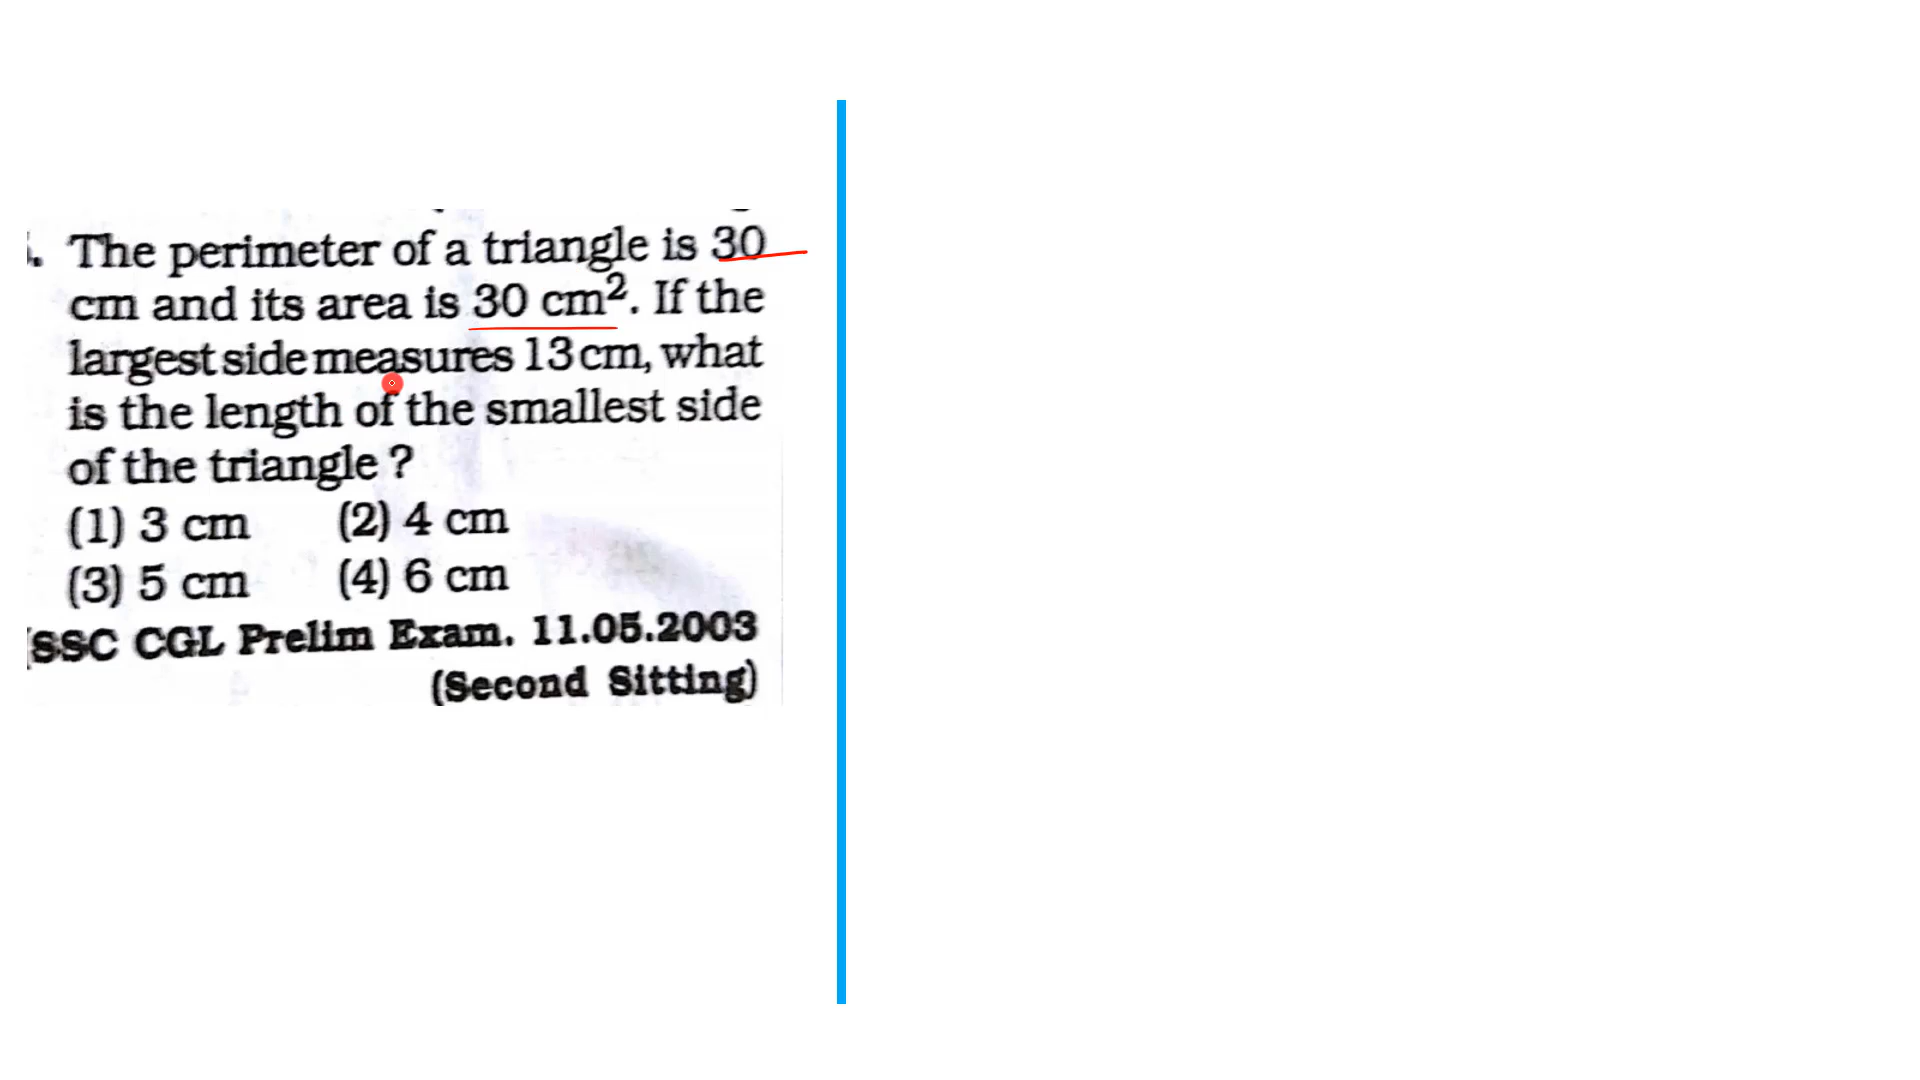 . The perimeter of a triangle is 30
cm and its area is 30 cm². If the
largest side measures 13 cm, what
is the length of the smallest side
of the triangle ?
(1) 3 cm (2) 4 cm
(3) 5 cm (4) 6 cm
(SSC CGL Prelim Exam. 11.05.2003
(Second Sitting)